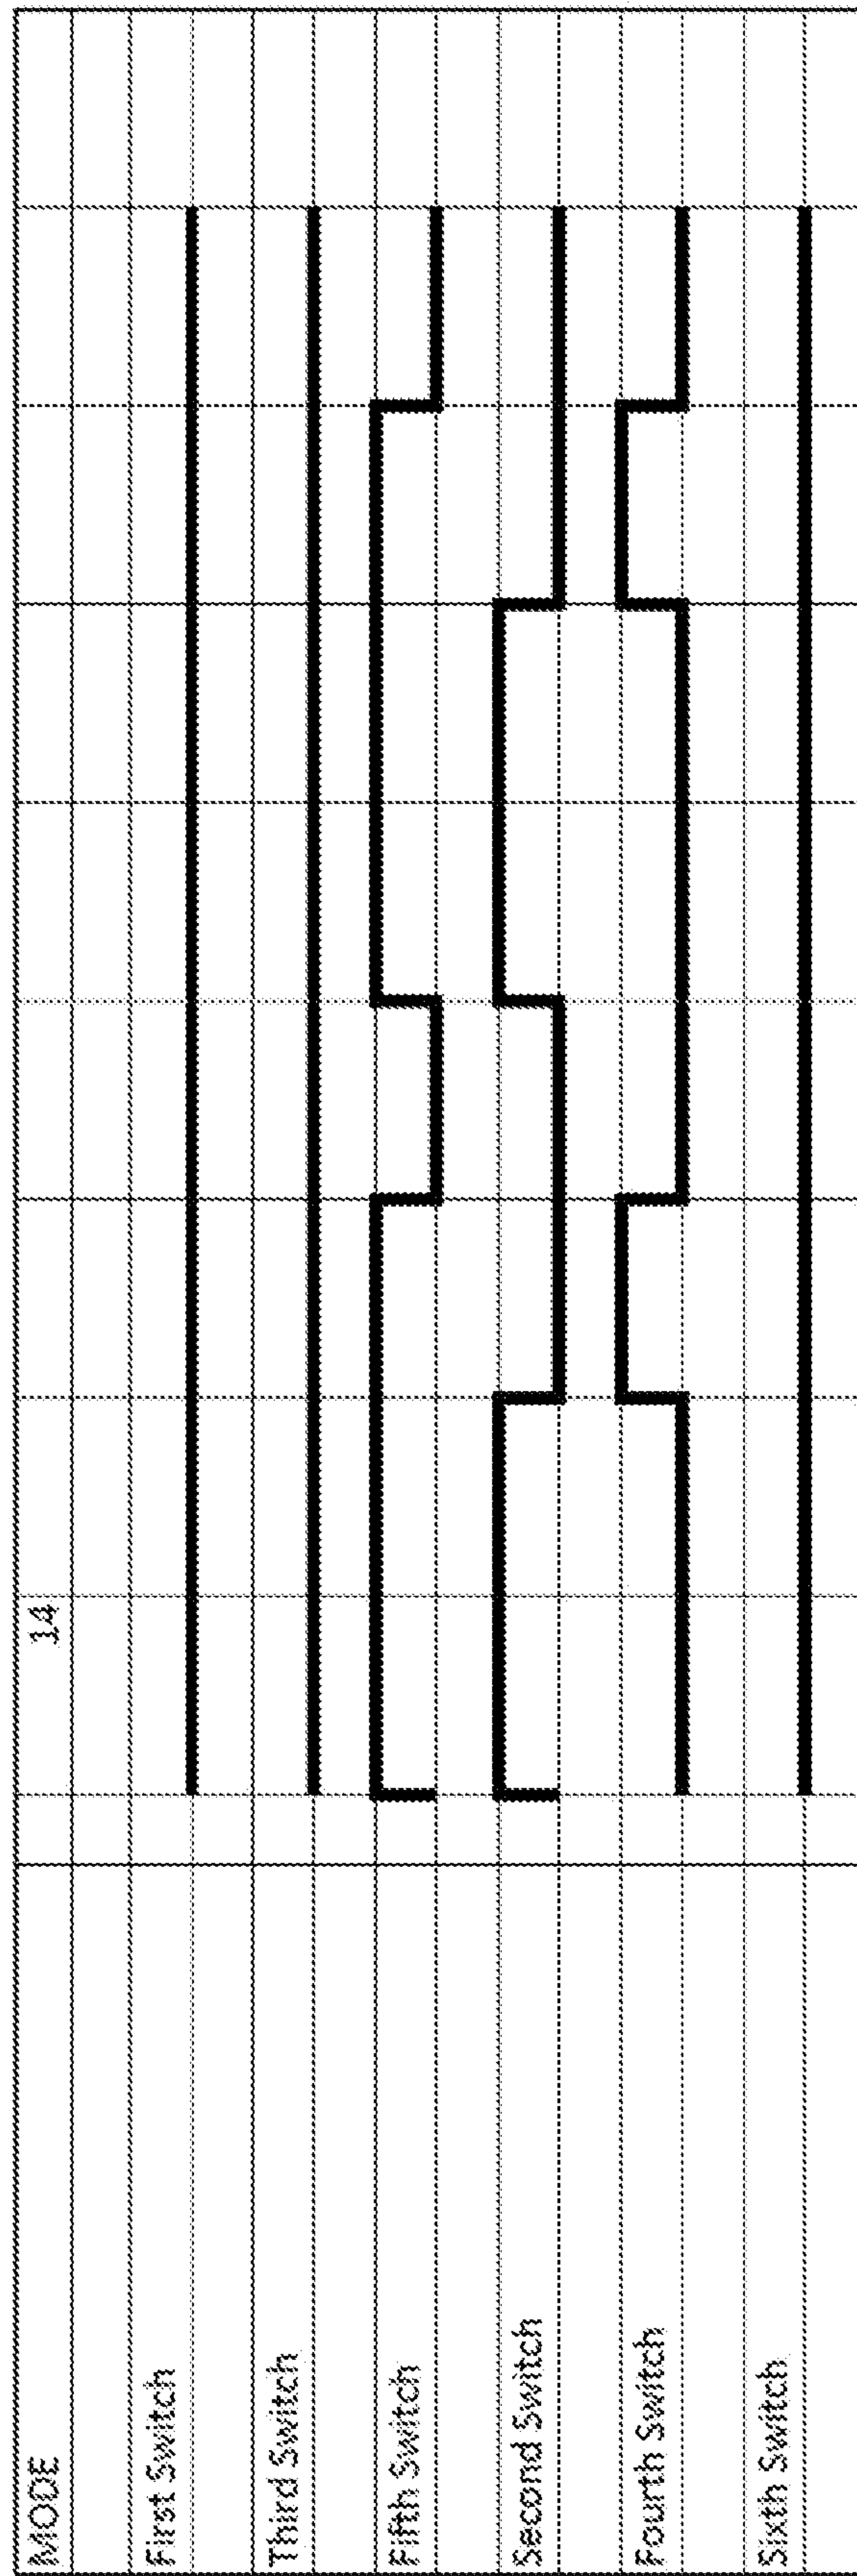 MODE 14
First Switch
Third Switch
Fifth Switch
Second Switch
Fourth Switch
Sixth Switch